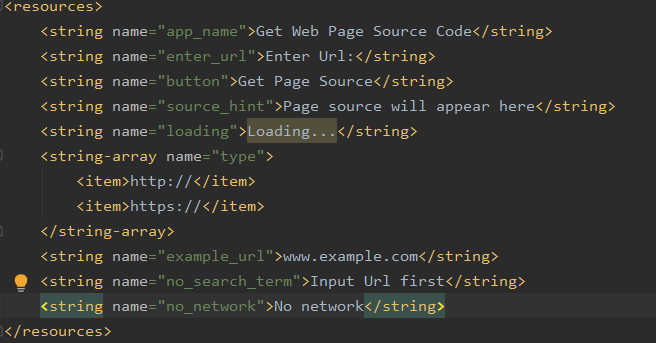 <resources>
<string name="app_name">Get Web Page Source Code</string>
<string name="enter_url">Enter Url:</string>
<string name="button">Get Page Source</string>
<string name="source_hint">Page source will appear here</string>
<string name="loading">Loading...</string>
<string-array name="type">
<item>http://</item>
<item>https://</item>
</string-array>
<string name="example_url">www.example.com</string>
<string name="no_search_term">Input Url first</string>
<string name="no_network">No network</string>
</resources>